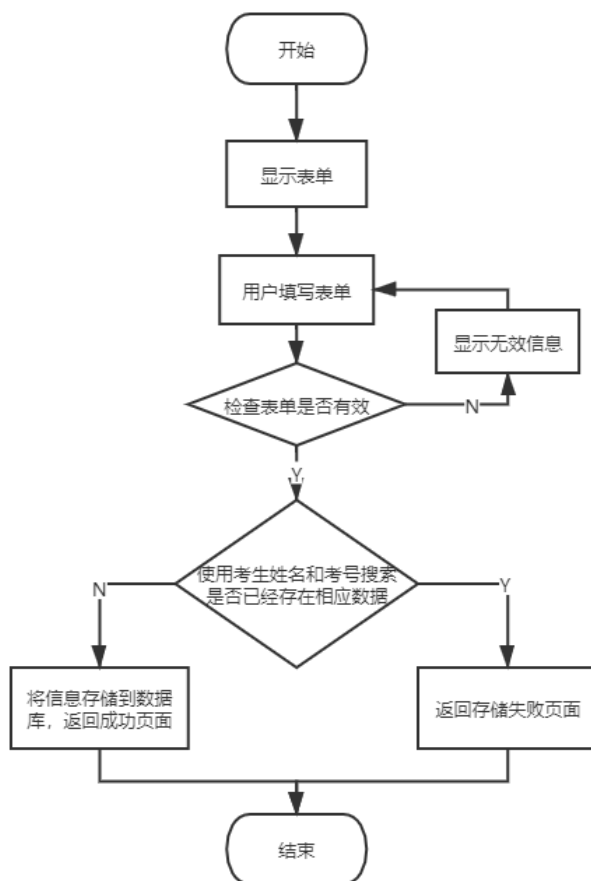 开始
显示表单
用户填写表单
显示无效信息
检查表单是否有效
N
Y
使用考生姓名和考号搜索
是否已经存在相应数据
N
Y
将信息存储到数据
库，返回成功页面
返回存储失败页面
结束